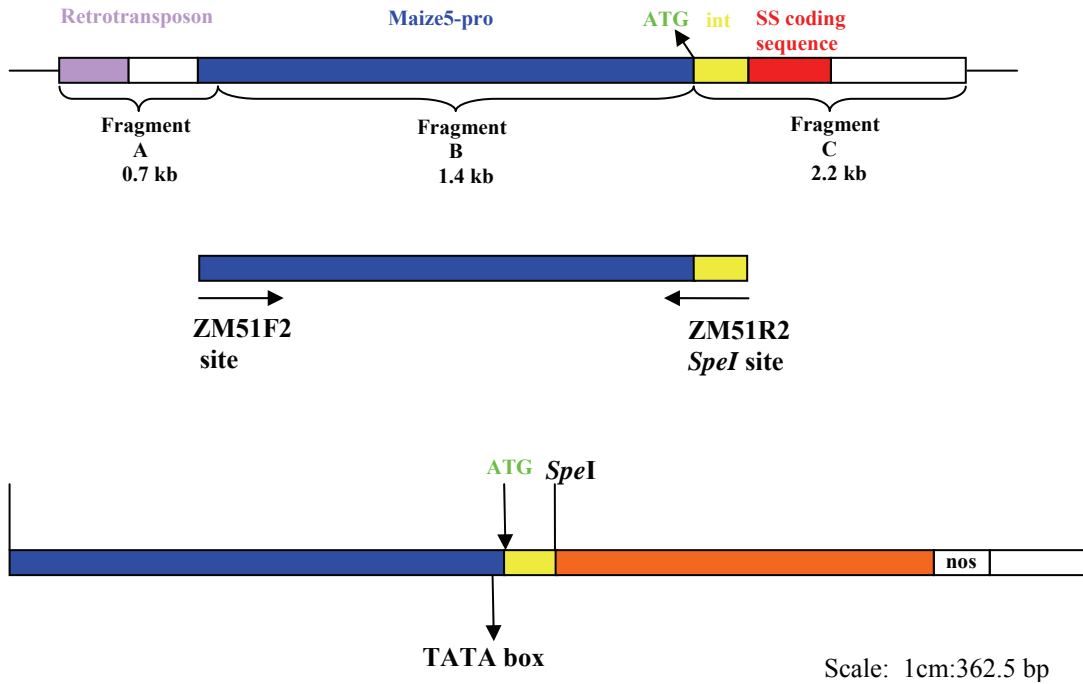 Retrotransposon
Maize5-pro
ATG
int
SS coding
sequence
Fragment
A
0.7 kb
Fragment
B
1.4 kb
Fragment
C
2.2 kb
ZM51F2
site
ZM51R2
SpeI site
ATG
SpeI
nos
TATA box
Scale: 1cm:362.5 bp